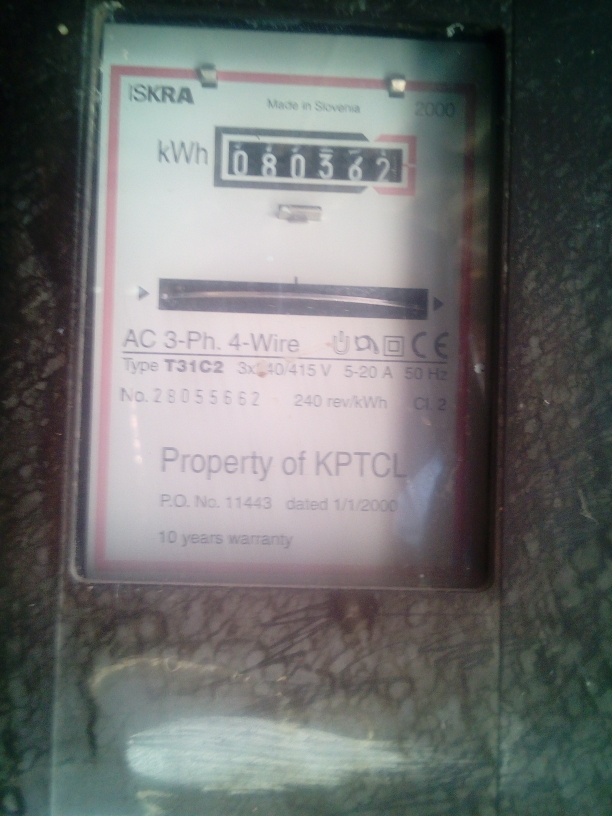 ISKRA
Made in Slovenia
2000
kWh
080362
AC 3-Ph. 4-Wire CE
Type T31C2 3x240/415 V 5-20 A 50 Hz
No. 28055662 240 rev/kWh Cl. 2
Property of KPTCL
P.O. No. 11443 dated 1/1/2000
10 years warranty